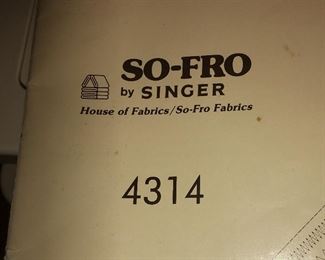 SO-FRO
by SINGER
House of Fabrics/So-Fro Fabrics
4314